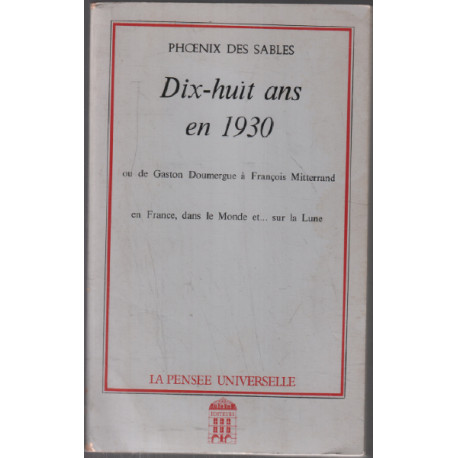 PHŒNIX DES SABLES
Dix-huit ans
en 1930
ou de Gaston Doumergue à François Mitterrand
en France, dans le Monde et... sur la Lune
LA PENSEE UNIVERSELLE
EDITEURS